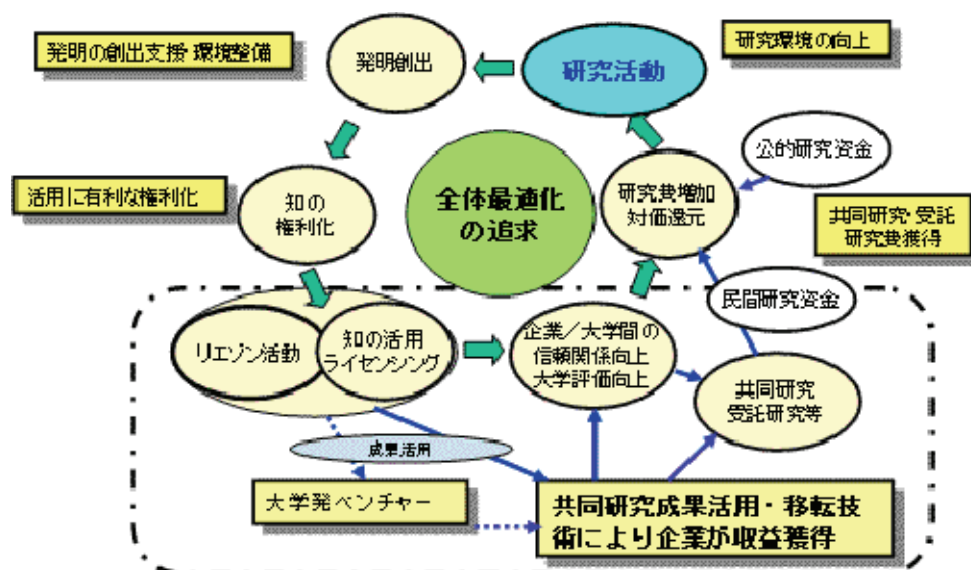 発明の創出支援・環境整備
発明創出
研究活動
研究環境の向上
公的研究資金
活用に有利な権利化
知の
権利化
全体最適化
の追求
研究費増加
対価還元
共同研究・受託
研究費獲得
民間研究資金
リエゾン活動
知の活用
ライセンシング
企業／大学間の
信頼関係向上
大学評価向上
共同研究
受託研究等
成果活用
大学発ベンチャー
共同研究成果活用・移転技
術により企業が収益獲得